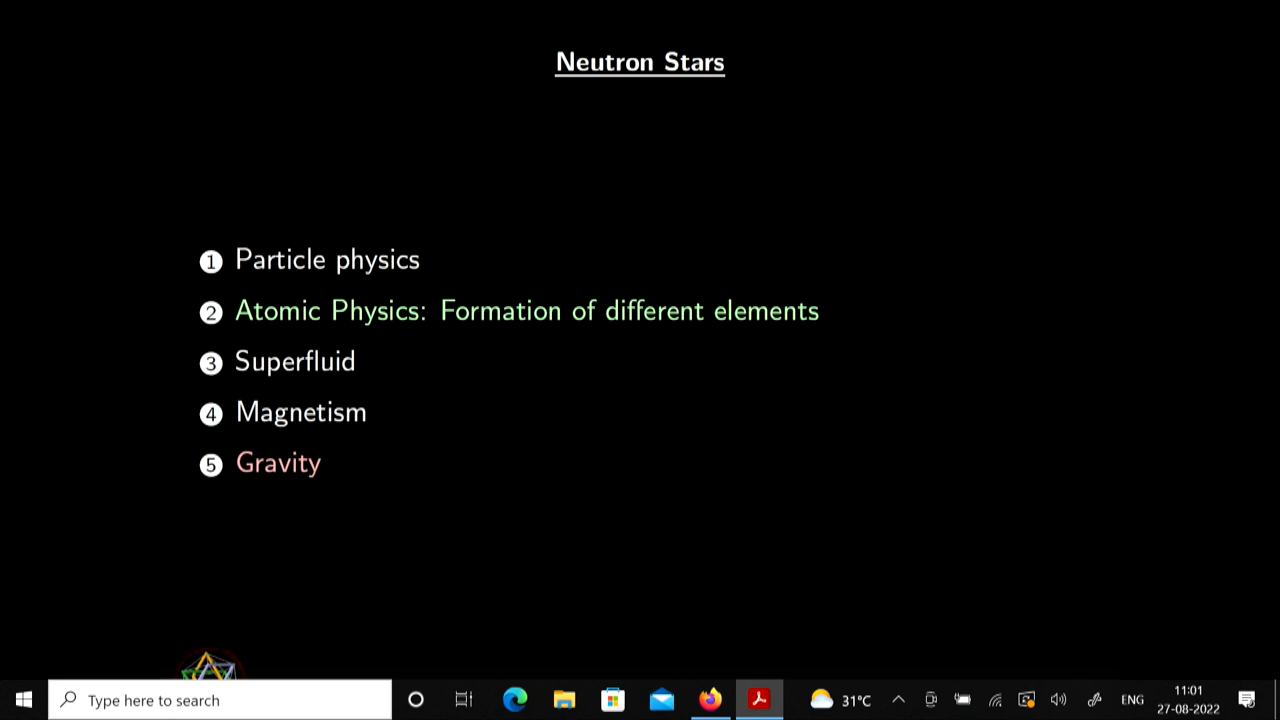 Neutron Stars
1 Particle physics
2 Atomic Physics: Formation of different elements
3 Superfluid
4 Magnetism
5 Gravity
Type here to search
31°C
ENG
11:01
27-08-2022